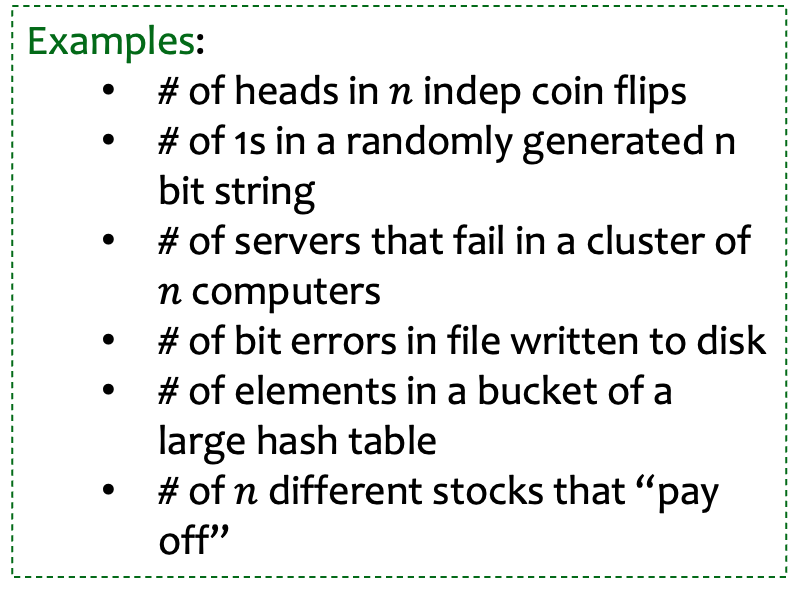 Examples:
• # of heads in n indep coin flips
• # of 1s in a randomly generated n
bit string
• # of servers that fail in a cluster of
n computers
• # of bit errors in file written to disk
• # of elements in a bucket of a
large hash table
• # of n different stocks that “pay
off”